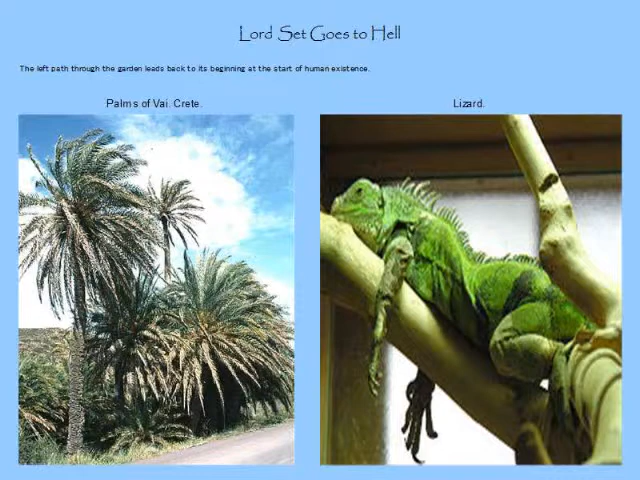 Lord Set Goes to Hell
The left path through the garden leads back to its beginning at the start of human existence.
Palms of Vai. Crete.
Lizard.